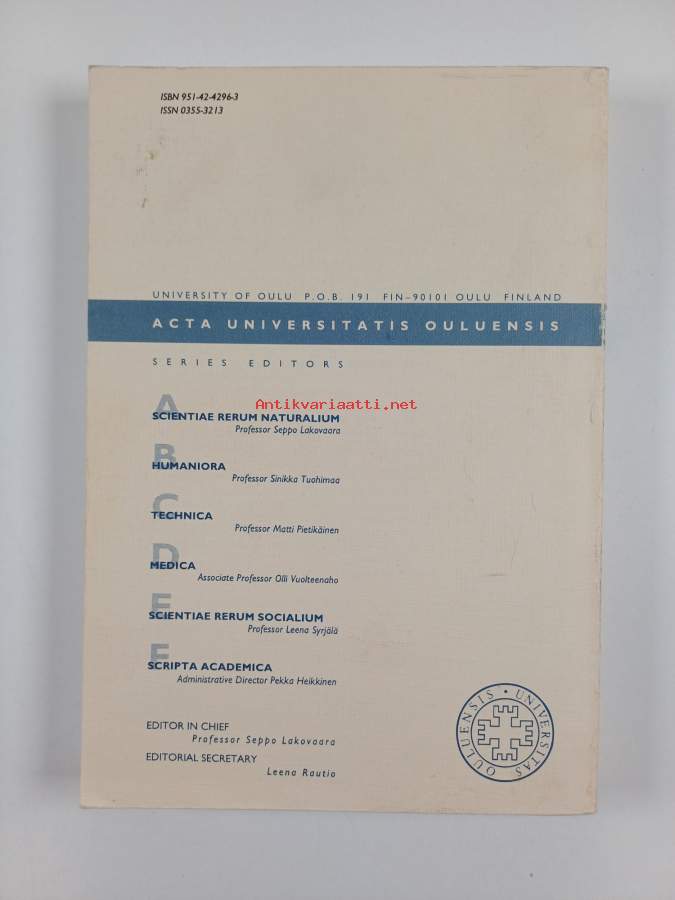 ISBN 951-42-4296-3
ISSN 0355-3213
UNIVERSITY OF OULU P.O.B. 191 FIN-90101 OULU FINLAND
ACTA UNIVERSITATIS OULUENSIS
SERIES EDITORS
A
SCIENTIAE RERUM NATURALIUM
Professor Seppo Lakovaara
Antikvariaatti.net
B
HUMANIORA
Professor Sinikka Tuohimaa
C
TECHNICA
Professor Matti Pietikäinen
D
MEDICA
Associate Professor Olli Vuolteenaho
E
SCIENTIAE RERUM SOCIALIUM
Professor Leena Syrjälä
F
SCRIPTA ACADEMICA
Administrative Director Pekka Heikkinen
EDITOR IN CHIEF
Professor Seppo Lakovaara
EDITORIAL SECRETARY
Leena Rautio
UNIVERSITAS OULUENSIS